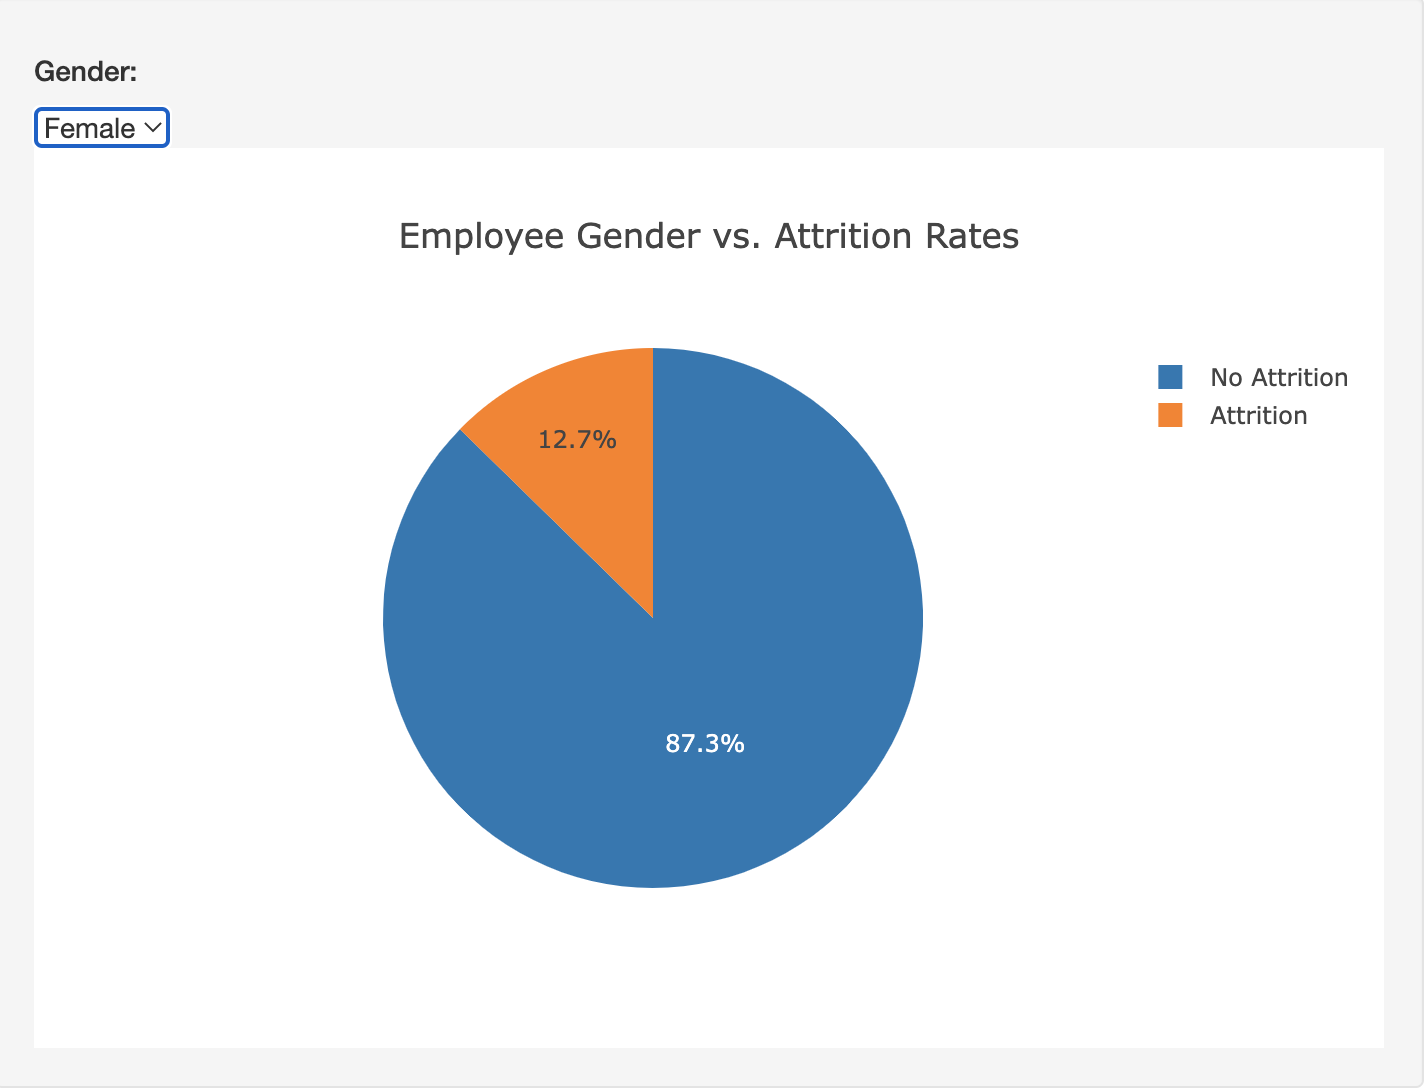 Gender:
Female
Employee Gender vs. Attrition Rates
No Attrition
Attrition
12.7%
87.3%